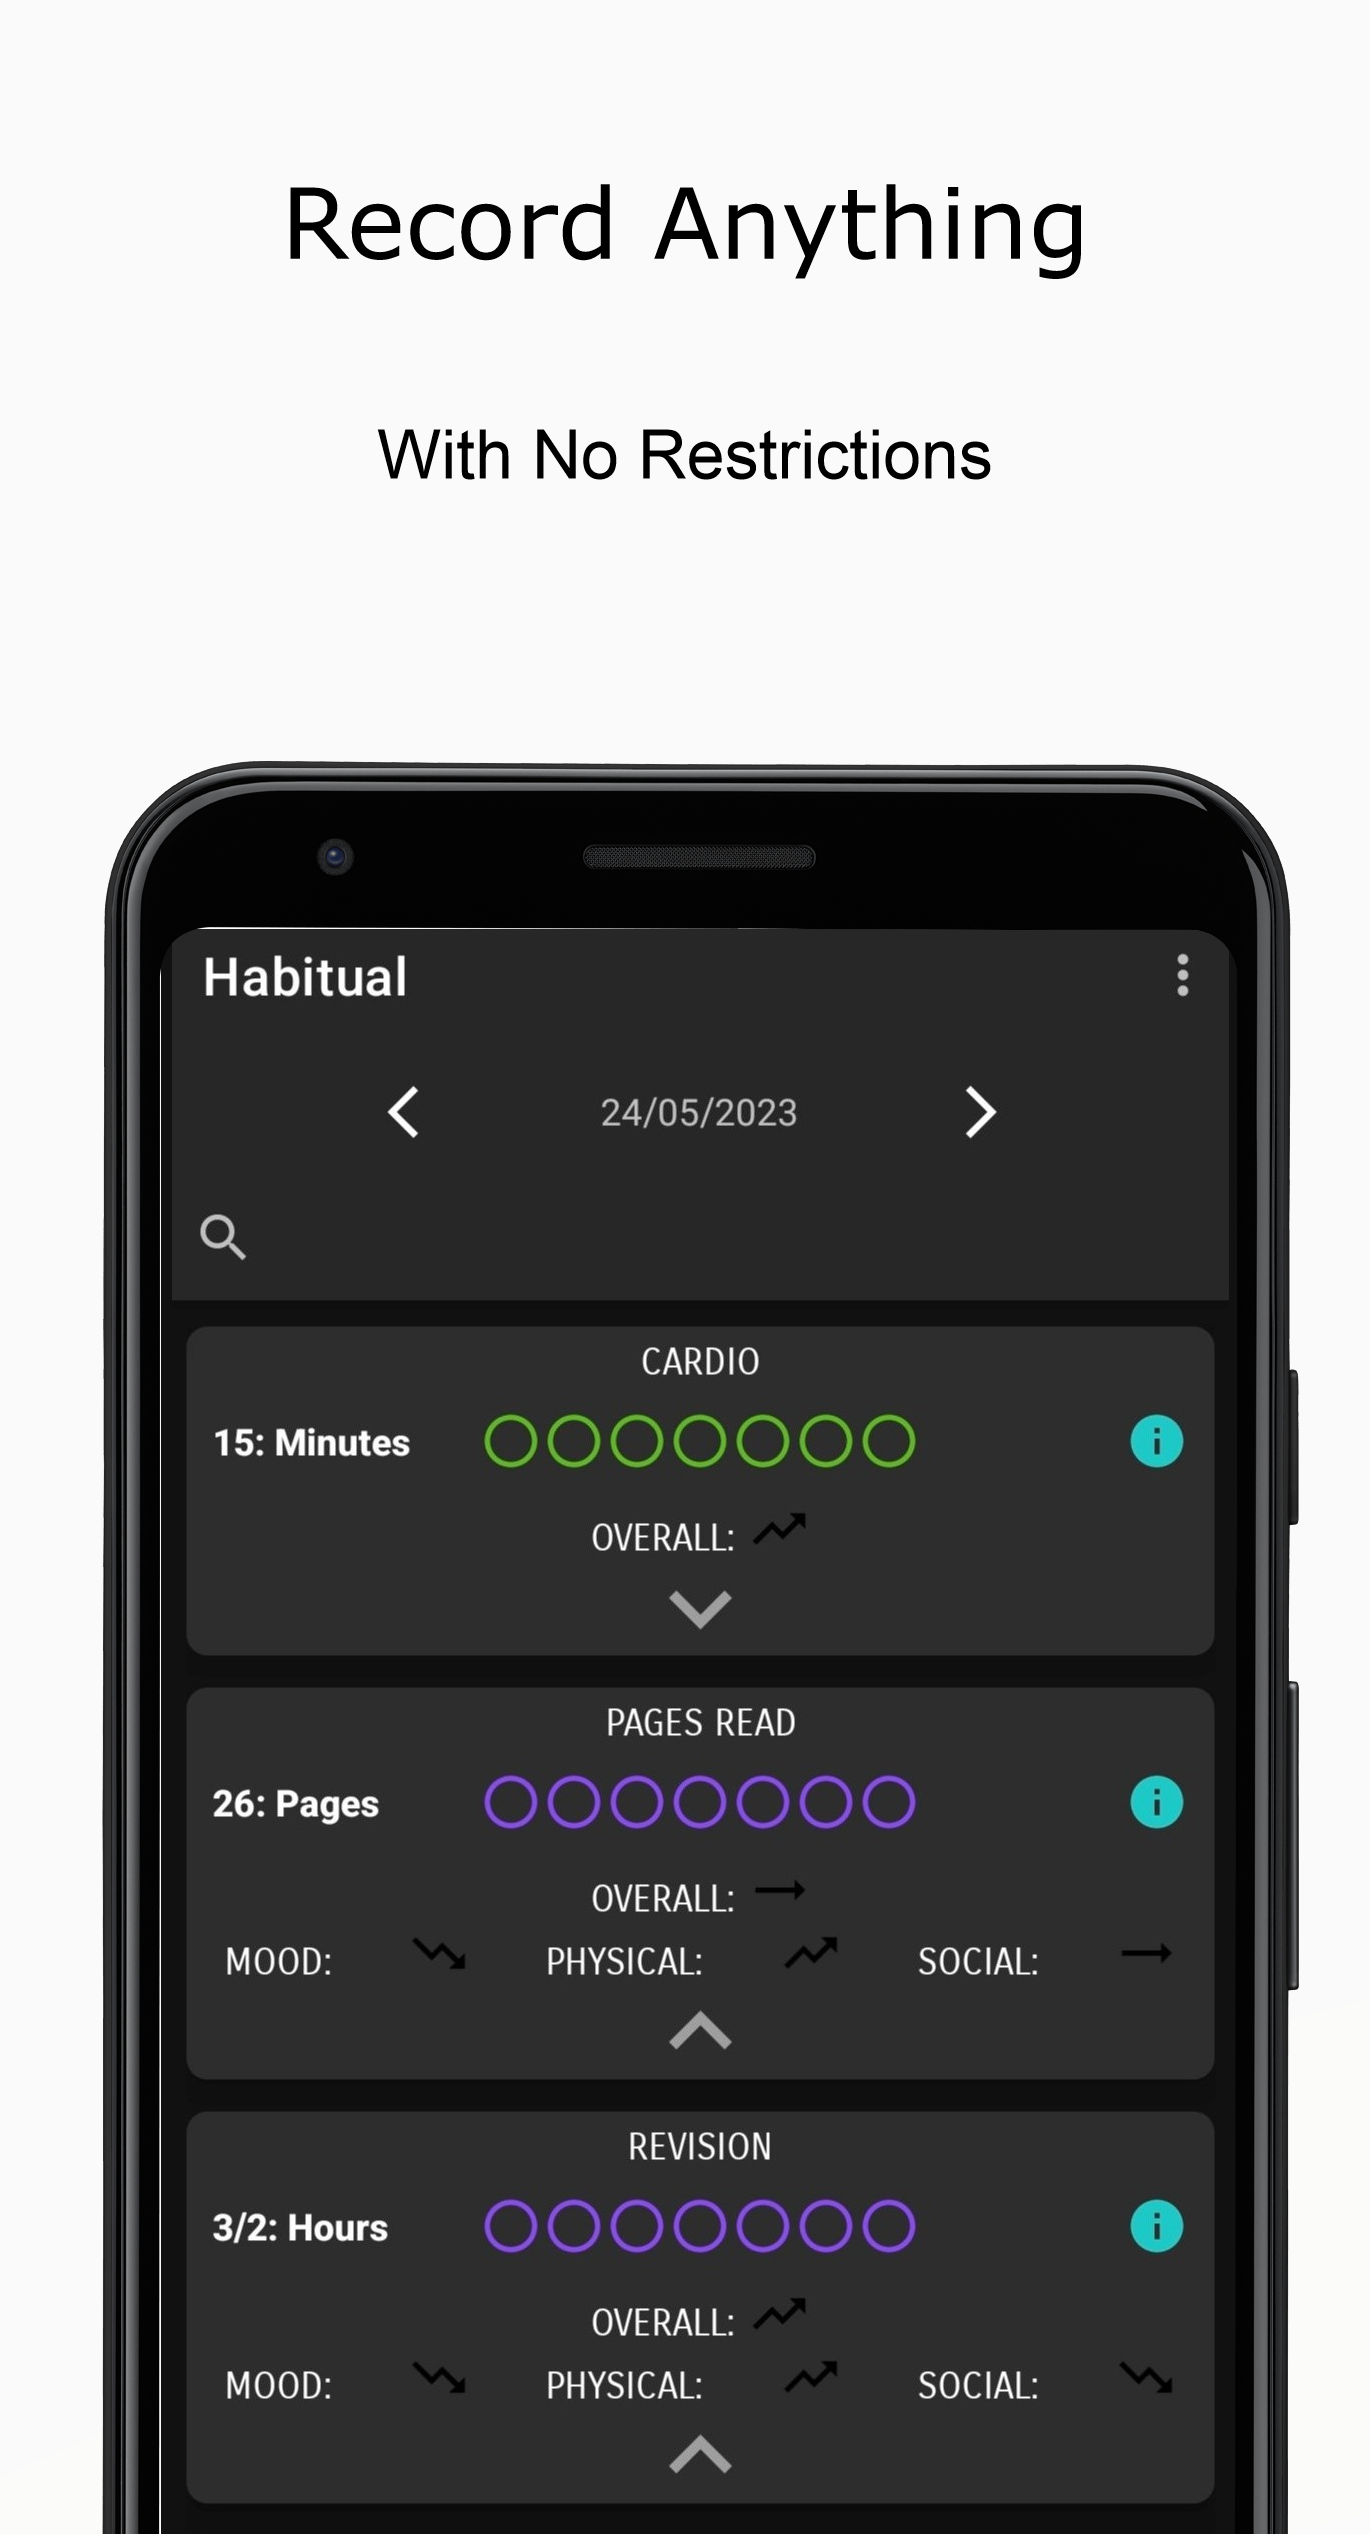 Record Anything
With No Restrictions
Habitual
24/05/2023
CARDIO
15: Minutes
OVERALL:
PAGES READ
26: Pages
OVERALL:
MOOD: PHYSICAL: SOCIAL:
REVISION
3/2: Hours
OVERALL:
MOOD: PHYSICAL: SOCIAL: